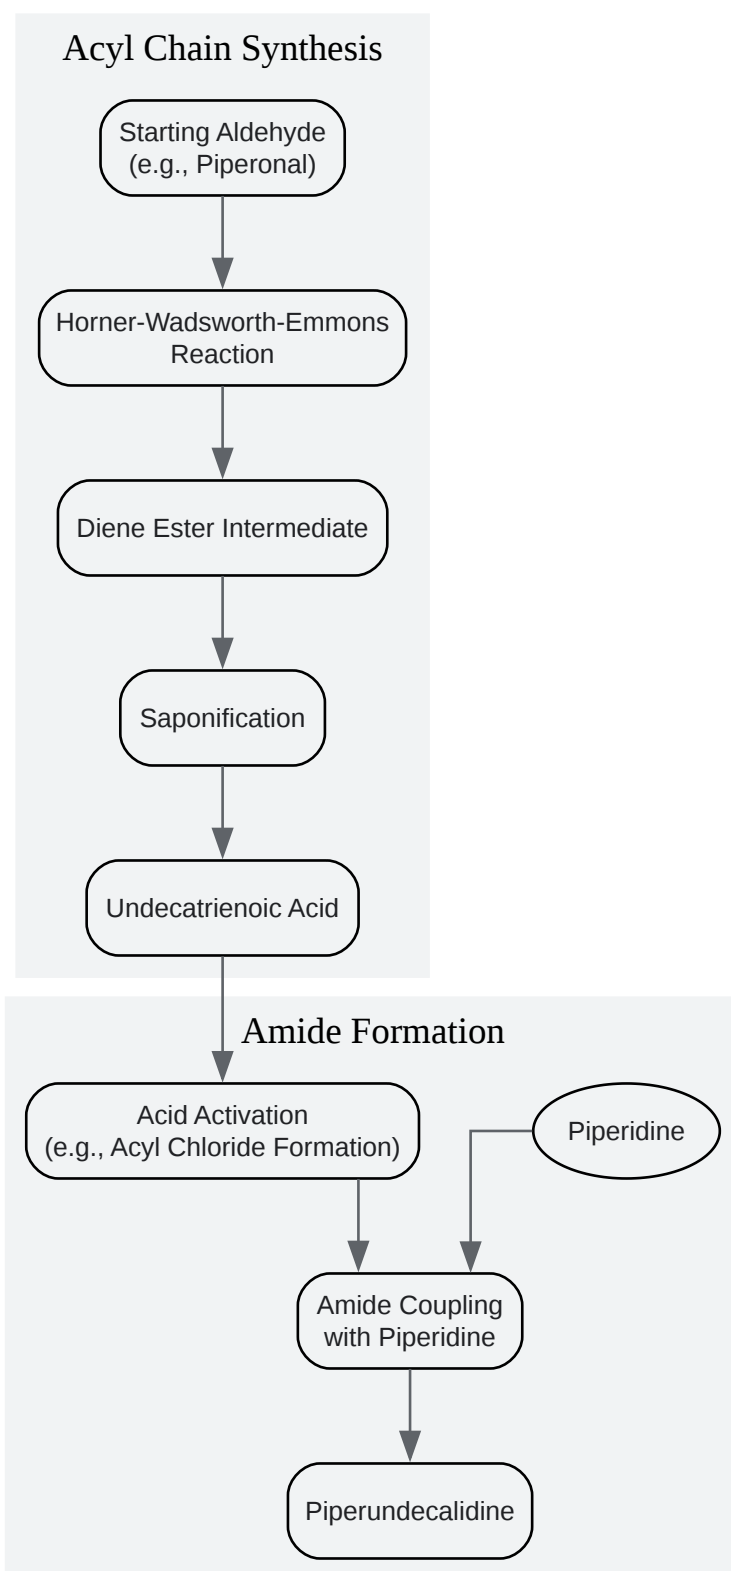 Acyl Chain Synthesis
Starting Aldehyde
(e.g., Piperonal)
Horner-Wadsworth-Emmons
Reaction
Diene Ester Intermediate
Saponification
Undecatrienoic Acid
Amide Formation
Acid Activation
(e.g., Acyl Chloride Formation)
Piperidine
Amide Coupling
with Piperidine
Piperundecalidine